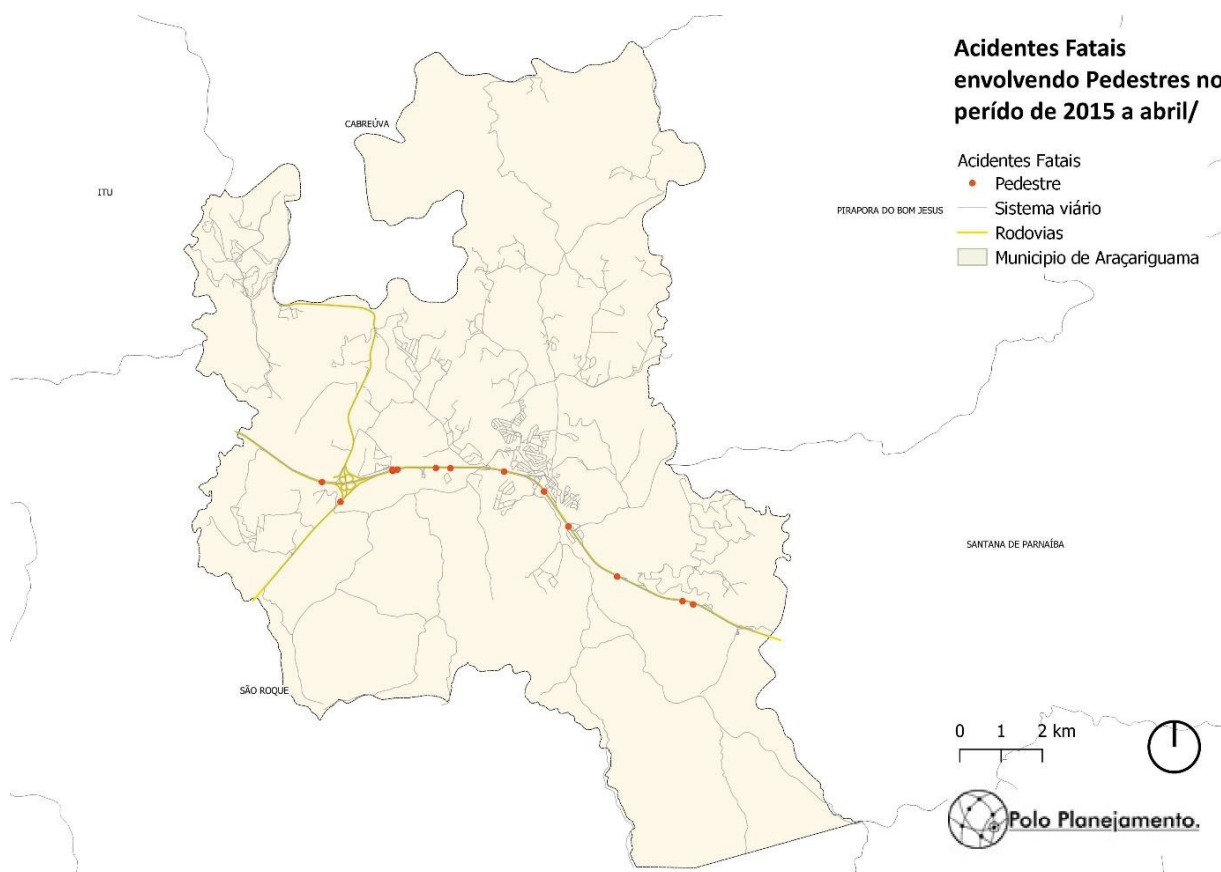 Acidentes Fatais
envolvendo Pedestres no
perído de 2015 a abril/
Acidentes Fatais
Pedestre
Sistema viário
Rodovias
Municipio de Araçariguama
CABREÚVA
ITU
PIRAPORA DO BOM JESUS
SANTANA DE PARNAÍBA
SÃO ROQUE
0 1 2 km
Polo Planejamento.